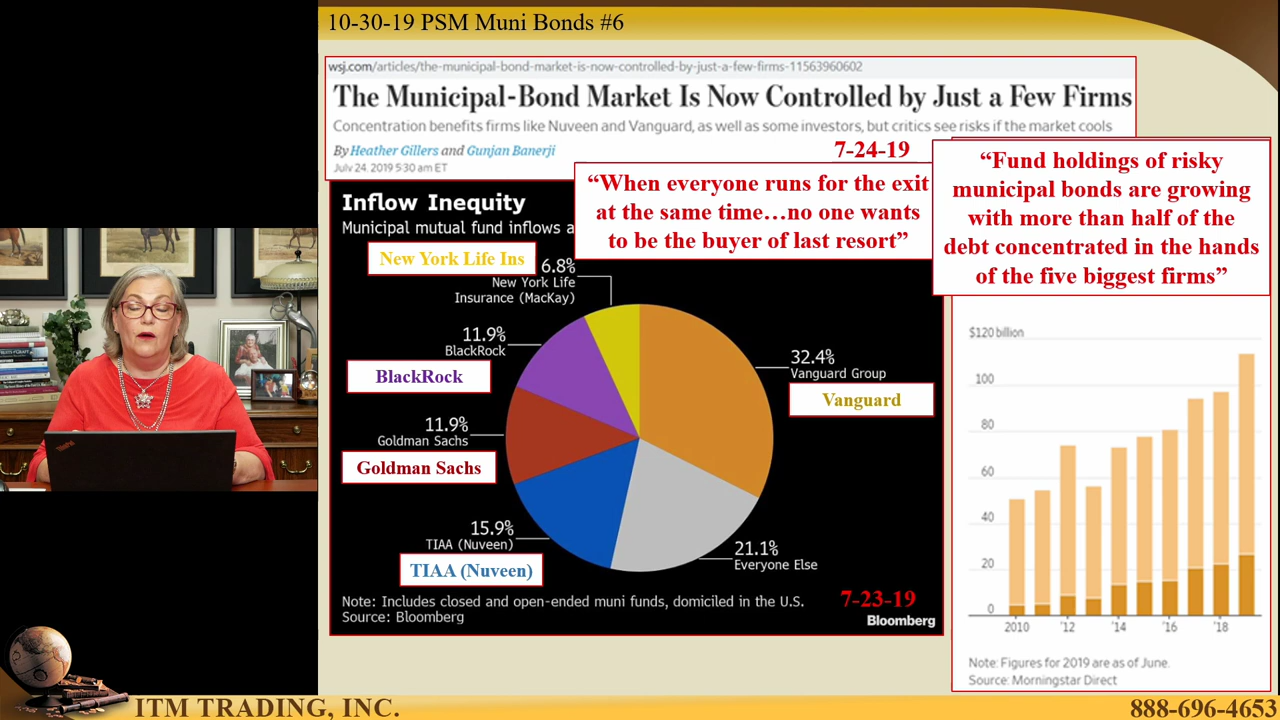 10-30-19 PSM Muni Bonds #6
wsj.com/articles/the-municipal-bond-market-is-now-controlled-by-just-a-few-firms-11563960602
The Municipal-Bond Market Is Now Controlled by Just a Few Firms
Concentration benefits firms like Nuveen and Vanguard, as well as some investors, but critics see risks if the market cools
By Heather Gillers and Gunjan Banerji
July 24, 2019 5:30 am ET
7-24-19
“When everyone runs for the exit
at the same time…no one wants
to be the buyer of last resort”
“Fund holdings of risky
municipal bonds are growing
with more than half of the
debt concentrated in the hands
of the five biggest firms”
Inflow Inequity
Municipal mutual fund inflows a
New York Life Ins
6.8%
New York Life
Insurance (MacKay)
11.9%
BlackRock
BlackRock
11.9%
Goldman Sachs
Goldman Sachs
15.9%
TIAA (Nuveen)
TIAA (Nuveen)
32.4%
Vanguard Group
Vanguard
21.1%
Everyone Else
Note: Includes closed and open-ended muni funds, domiciled in the U.S.
Source: Bloomberg
7-23-19
Bloomberg
$120 billion
100
80
60
40
20
0
2010 '12 '14 '16 '18
Note: Figures for 2019 are as of June.
Source: Morningstar Direct
ITM TRADING, INC.
888-696-4653